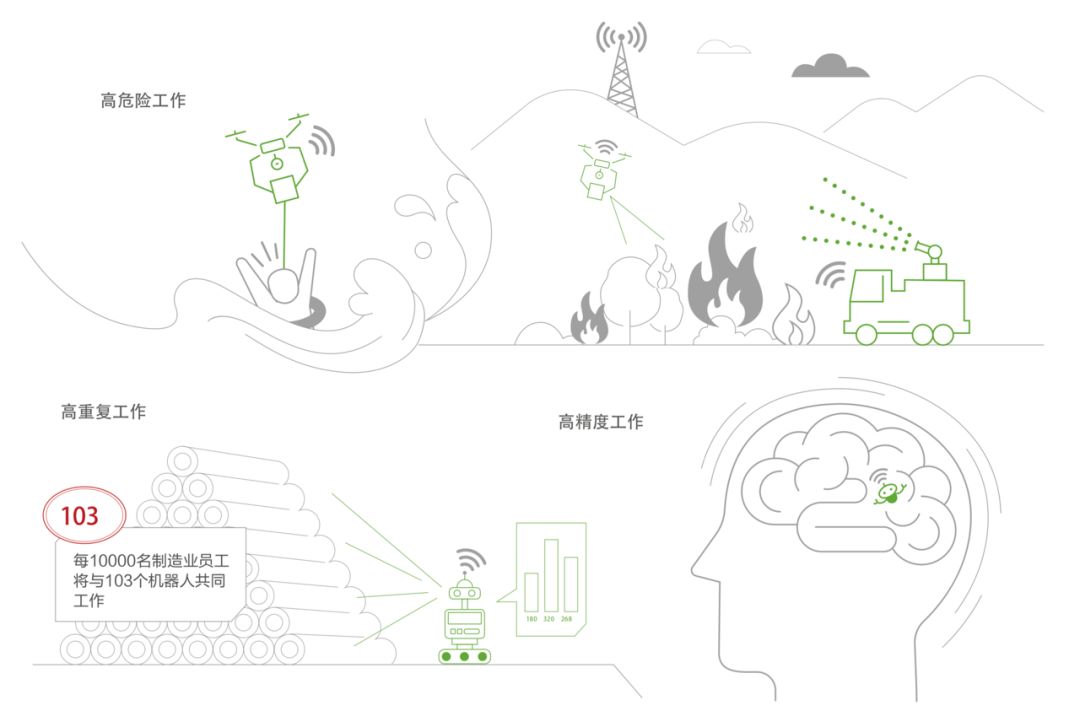 高危险工作
高重复工作
高精度工作
103
每10000名制造业员工
将与103个机器人共同
工作
180 320 268